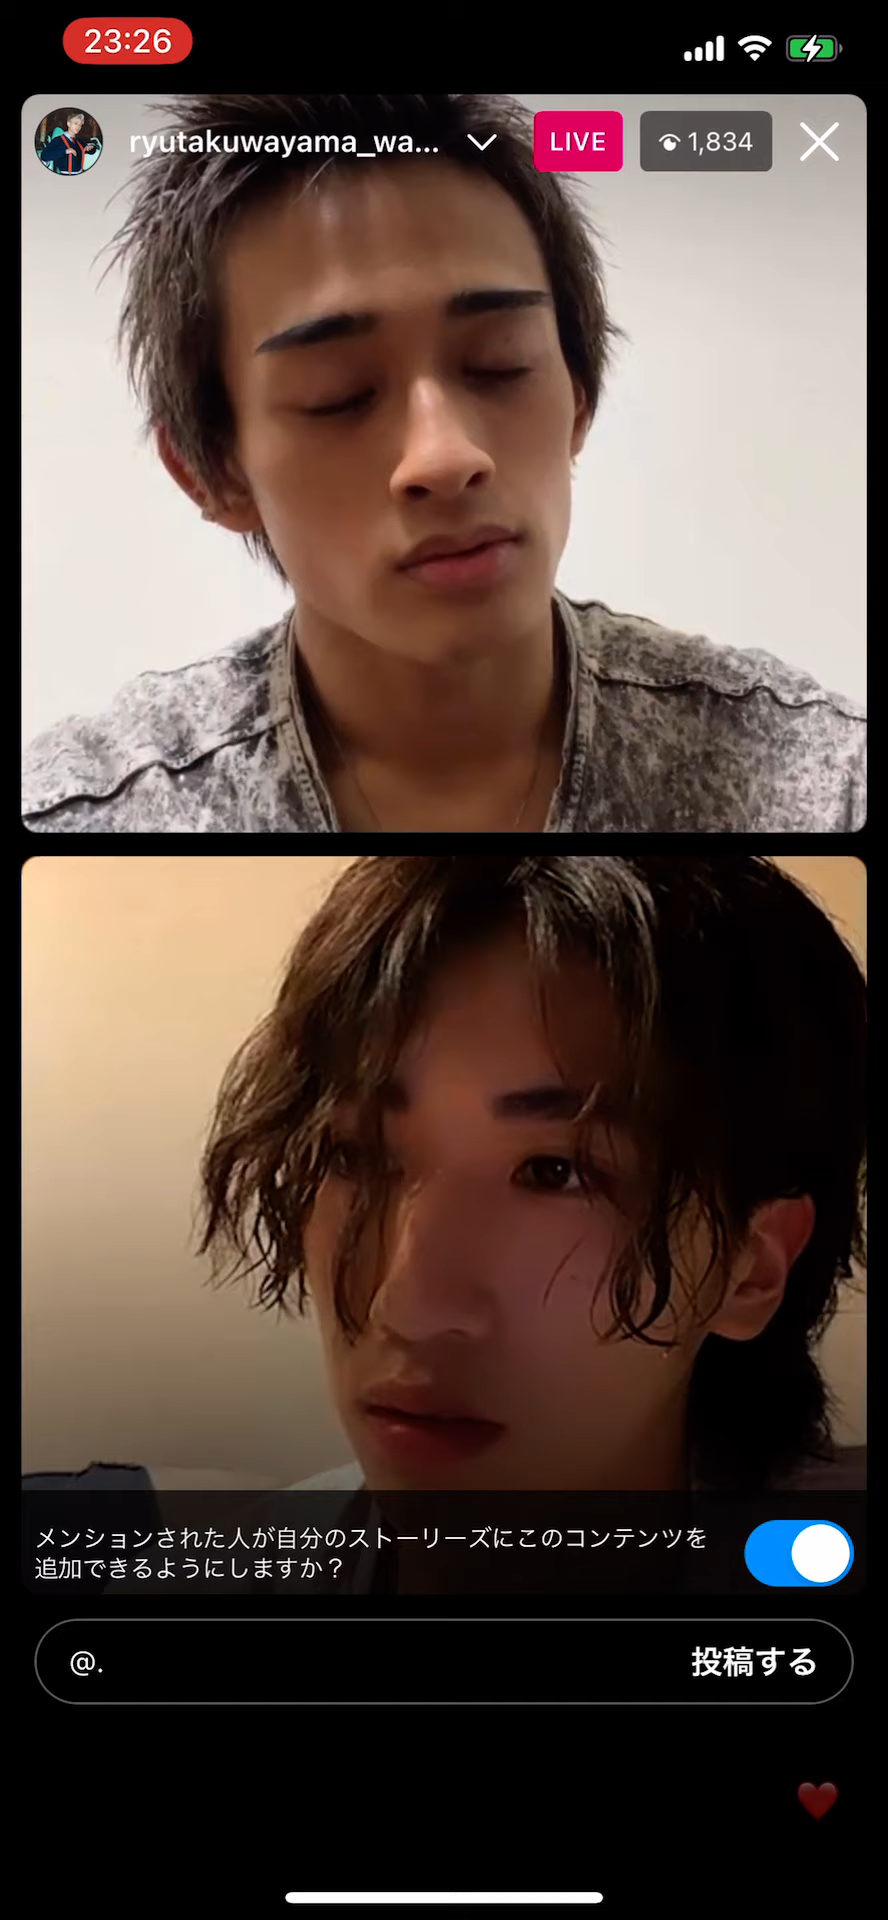 23:26
ryutakuwayama_wa...
LIVE
1,834
メンションされた人が自分のストーリーズにこのコンテンツを
追加できるようにしますか？
@.
投稿する